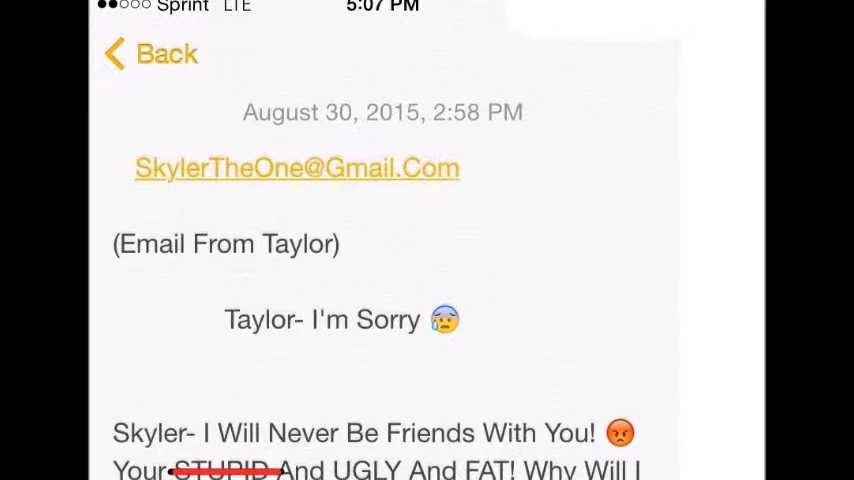 Sprint LTE 5:07 PM
Back
August 30, 2015, 2:58 PM
SkylerTheOne@Gmail.Com
(Email From Taylor)
Taylor- I'm Sorry 😰
Skyler- I Will Never Be Friends With You! 😡
Your STUPID And UGLY And FAT! Why Will I